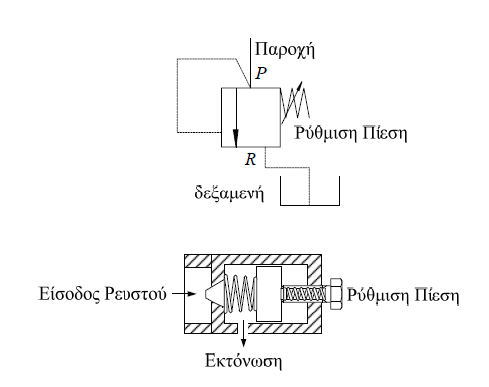 Παροχή
P
Ρύθμιση Πίεση
R
δεξαμενή
Είσοδος Ρευστού
Ρύθμιση Πίεση
Εκτόνωση